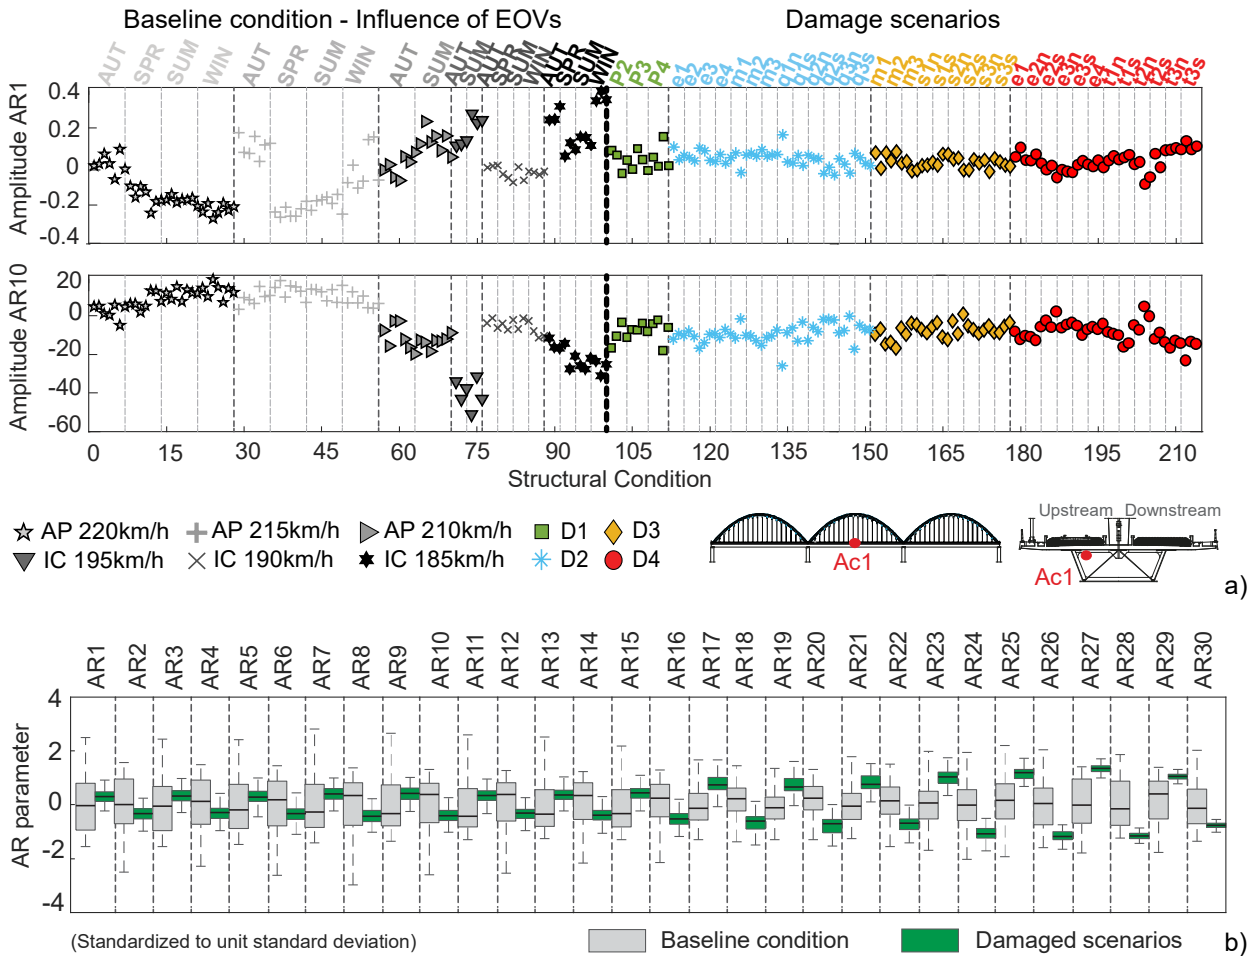 Baseline condition - Influence of EOVs
Damage scenarios
AUT SPR SUM WIN AUT SPR SUM WIN AUT SUM AUT SUM AUT SPR SUM WIN AUT SPR SUM WIN P2 P3 P4
Amplitude AR1
0.4
0.2
0
-0.2
-0.4
Amplitude AR10
20
0
-20
-40
-60
0 15 30 45 60 75 90 105 120 135 150 165 180 195 210
Structural Condition
AP 220km/h AP 215km/h AP 210km/h D1 D3
IC 195km/h IC 190km/h IC 185km/h D2 D4
Upstream Downstream
Ac1
Ac1
a)
AR1 AR2 AR3 AR4 AR5 AR6 AR7 AR8 AR9 AR10 AR11 AR12 AR13 AR14 AR15 AR16 AR17 AR18 AR19 AR20 AR21 AR22 AR23 AR24 AR25 AR26 AR27 AR28 AR29 AR30
AR parameter
4
2
0
-2
-4
(Standardized to unit standard deviation)
Baseline condition
Damaged scenarios
b)